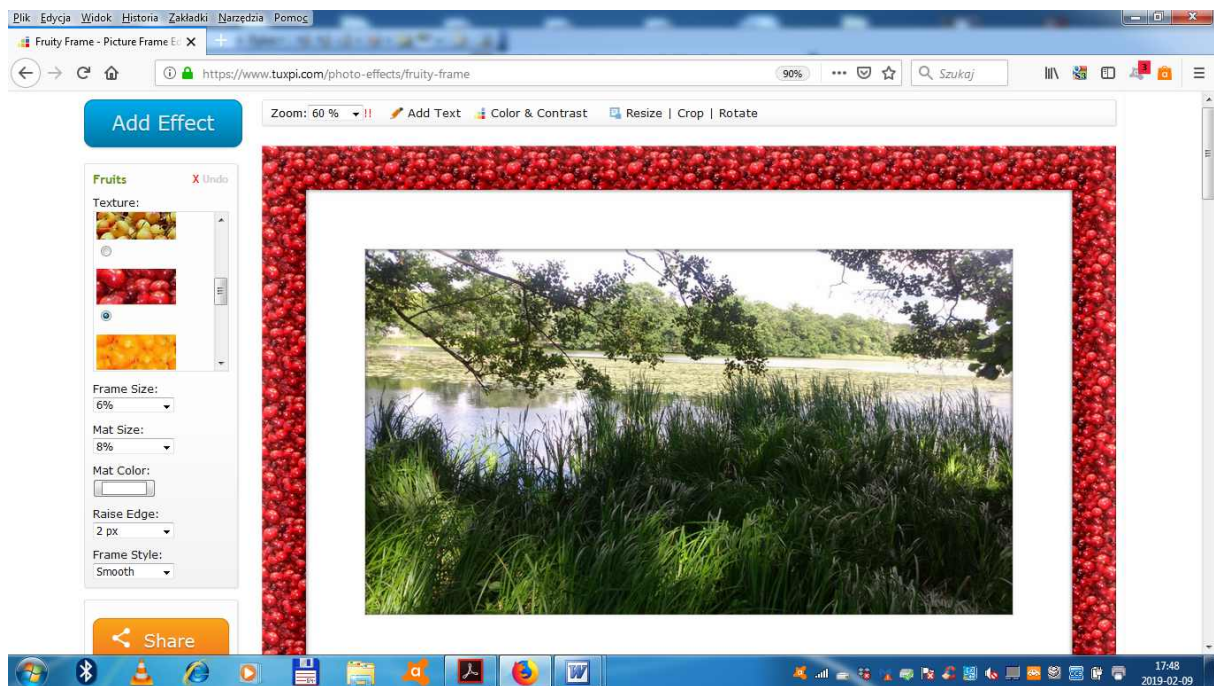 Plik Edycja Widok Historia Zakładki Narzędzia Pomoc
Fruity Frame - Picture Frame Ed
https://www.tuxpi.com/photo-effects/fruity-frame
90%
Szukaj
3
Add Effect
Zoom: 60 % !! Add Text Color & Contrast Resize | Crop | Rotate
Fruits X Undo
Texture:
Frame Size:
6%
Mat Size:
8%
Mat Color:
Raise Edge:
2 px
Frame Style:
Smooth
Share
W
17:48
2019-02-09